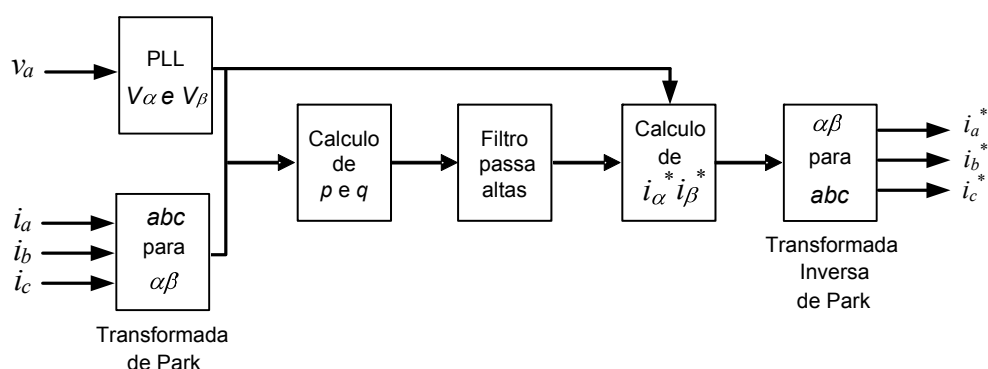 v_a
PLL
Vα e Vβ
i_a
i_b
i_c
abc
para
αβ
Transformada
de Park
Calculo
de
p e q
Filtro
passa
altas
Calculo
de
i_α^* i_β^*
αβ
para
abc
Transformada
Inversa
de Park
i_a^*
i_b^*
i_c^*